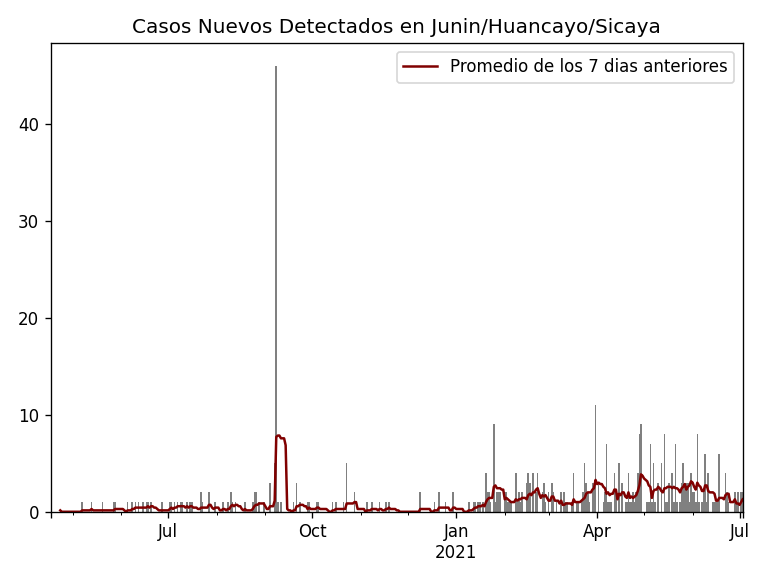 Casos Nuevos Detectados en Junin/Huancayo/Sicaya
Promedio de los 7 dias anteriores
40
30
20
10
0
Jul Oct Jan Apr Jul
2021